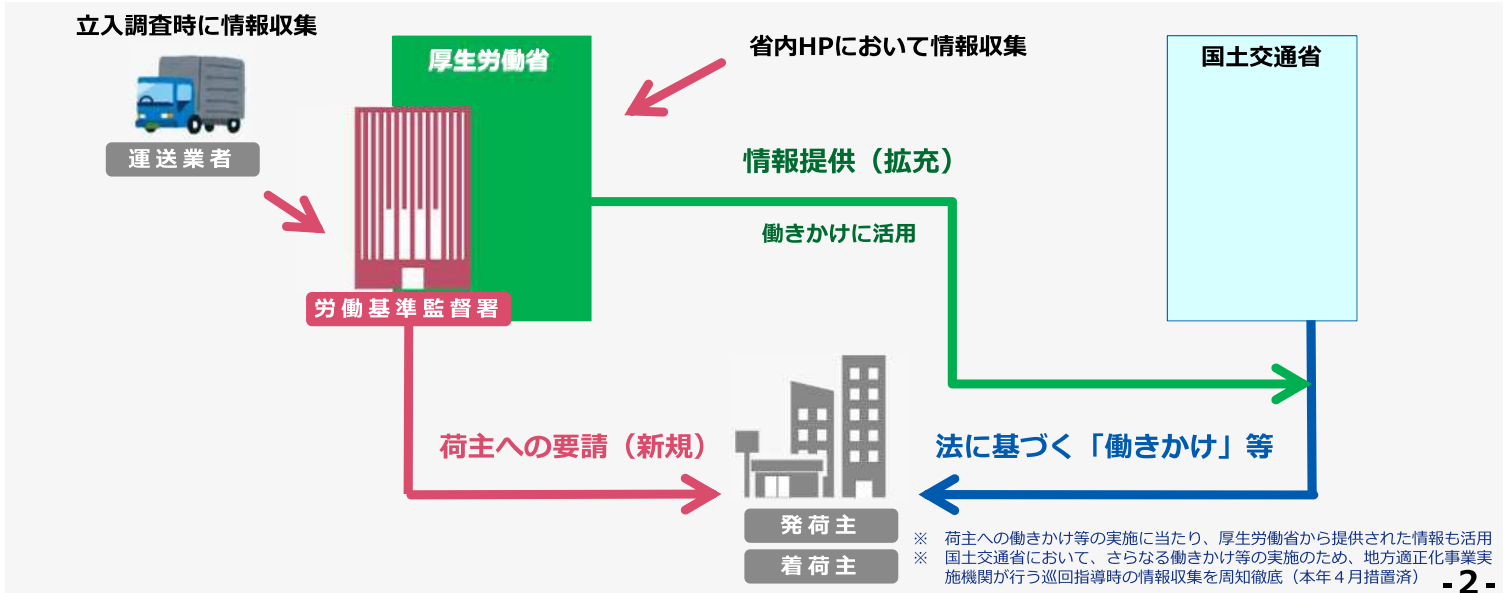 立入調査時に情報収集
運送業者
厚生労働省
省内HPにおいて情報収集
国土交通省
情報提供（拡充）
働きかけに活用
労働基準監督署
荷主への要請（新規）
法に基づく「働きかけ」等
発荷主
着荷主
※　荷主への働きかけ等の実施に当たり、厚生労働省から提供された情報も活用
※　国土交通省において、さらなる働きかけ等の実施のため、地方適正化事業実
施機関が行う巡回指導時の情報収集を周知徹底（本年４月措置済）
-2-